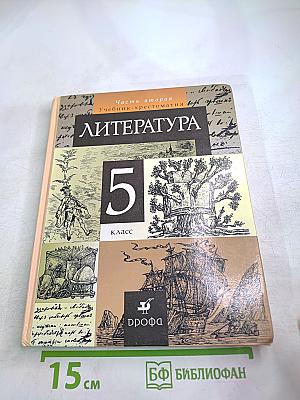 Часть вторая
Учебник-хрестоматия
ЛИТЕРАТУРА
5
класс
дрофа
15 см
БФ БИБЛИОФАН